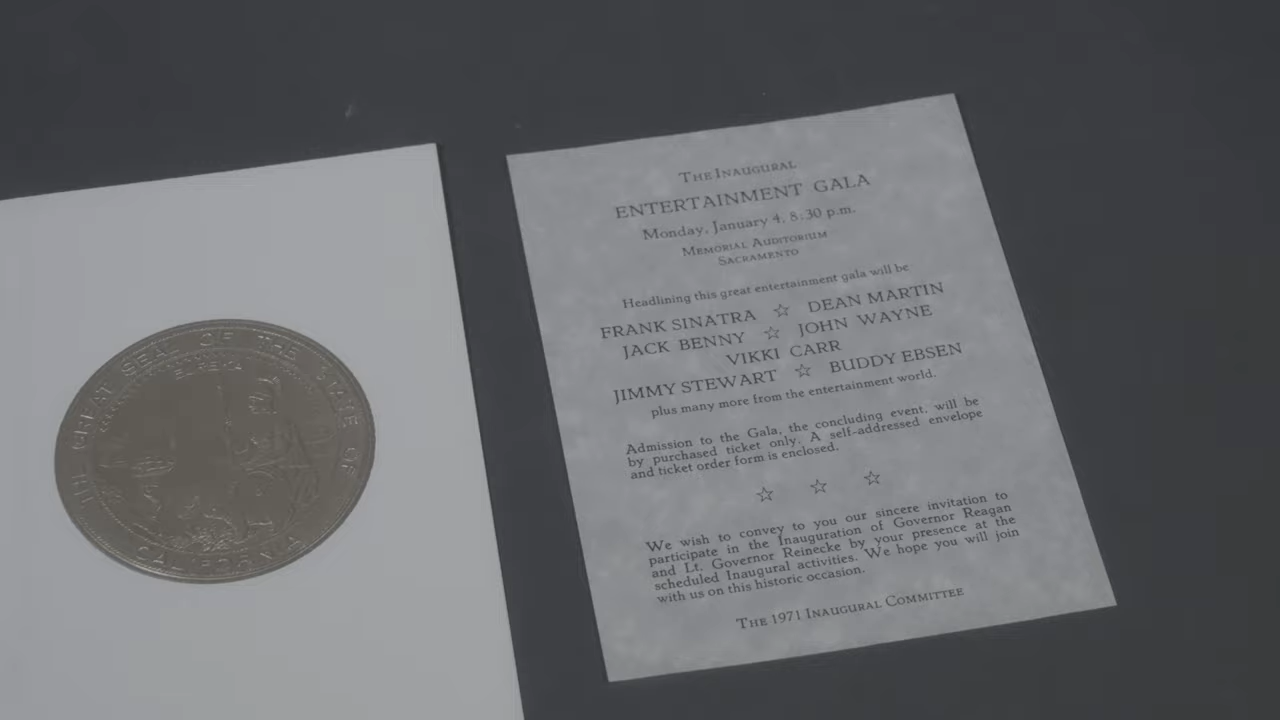 THE GREAT SEAL OF THE STATE OF CALIFORNIA
EUREKA
THE INAUGURAL
ENTERTAINMENT GALA
Monday, January 4, 8:30 p.m.
MEMORIAL AUDITORIUM
SACRAMENTO
Headlining this great entertainment gala will be
FRANK SINATRA ☆ DEAN MARTIN
JACK BENNY ☆ JOHN WAYNE
VIKKI CARR
JIMMY STEWART ☆ BUDDY EBSEN
plus many more from the entertainment world.
Admission to the Gala, the concluding event, will be
by purchased ticket only. A self-addressed envelope
and ticket order form is enclosed.
☆ ☆ ☆
We wish to convey to you our sincere invitation to
participate in the Inauguration of Governor Reagan
and Lt. Governor Reinecke by your presence at the
scheduled Inaugural activities. We hope you will join
with us on this historic occasion.
THE 1971 INAUGURAL COMMITTEE